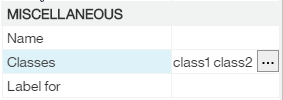 MISCELLANEOUS
Name
Classes class1 class2 ...
Label for